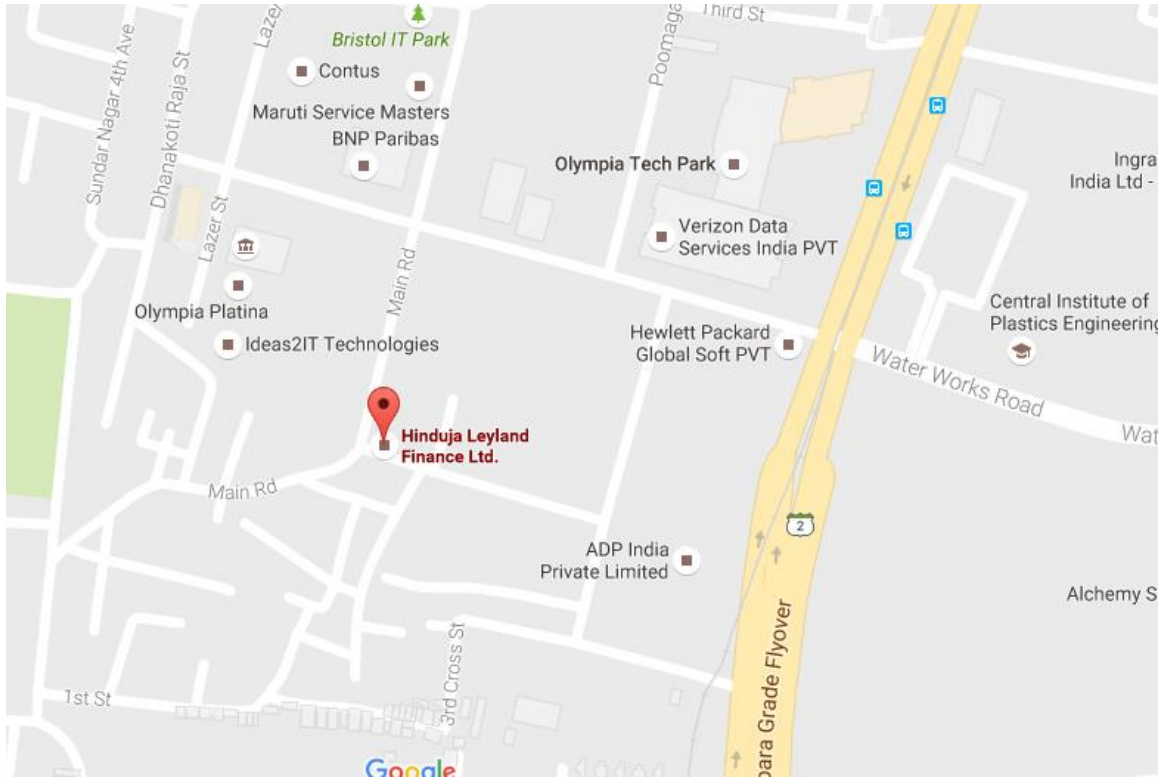 Third St
Bristol IT Park
Contus
Maruti Service Masters
BNP Paribas
Sundar Nagar 4th Ave
Dhanakoti Raja St
Lazer St
Olympia Tech Park
Verizon Data
Services India PVT
India Ltd -
Main Rd
Olympia Platina
Ideas2IT Technologies
Hewlett Packard
Global Soft PVT
Central Institute of
Plastics Engineering
Water Works Road
Hinduja Leyland
Finance Ltd.
Main Rd
2
ADP India
Private Limited
Alchemy S
Grade Flyover
3rd Cross St
1st St
Google